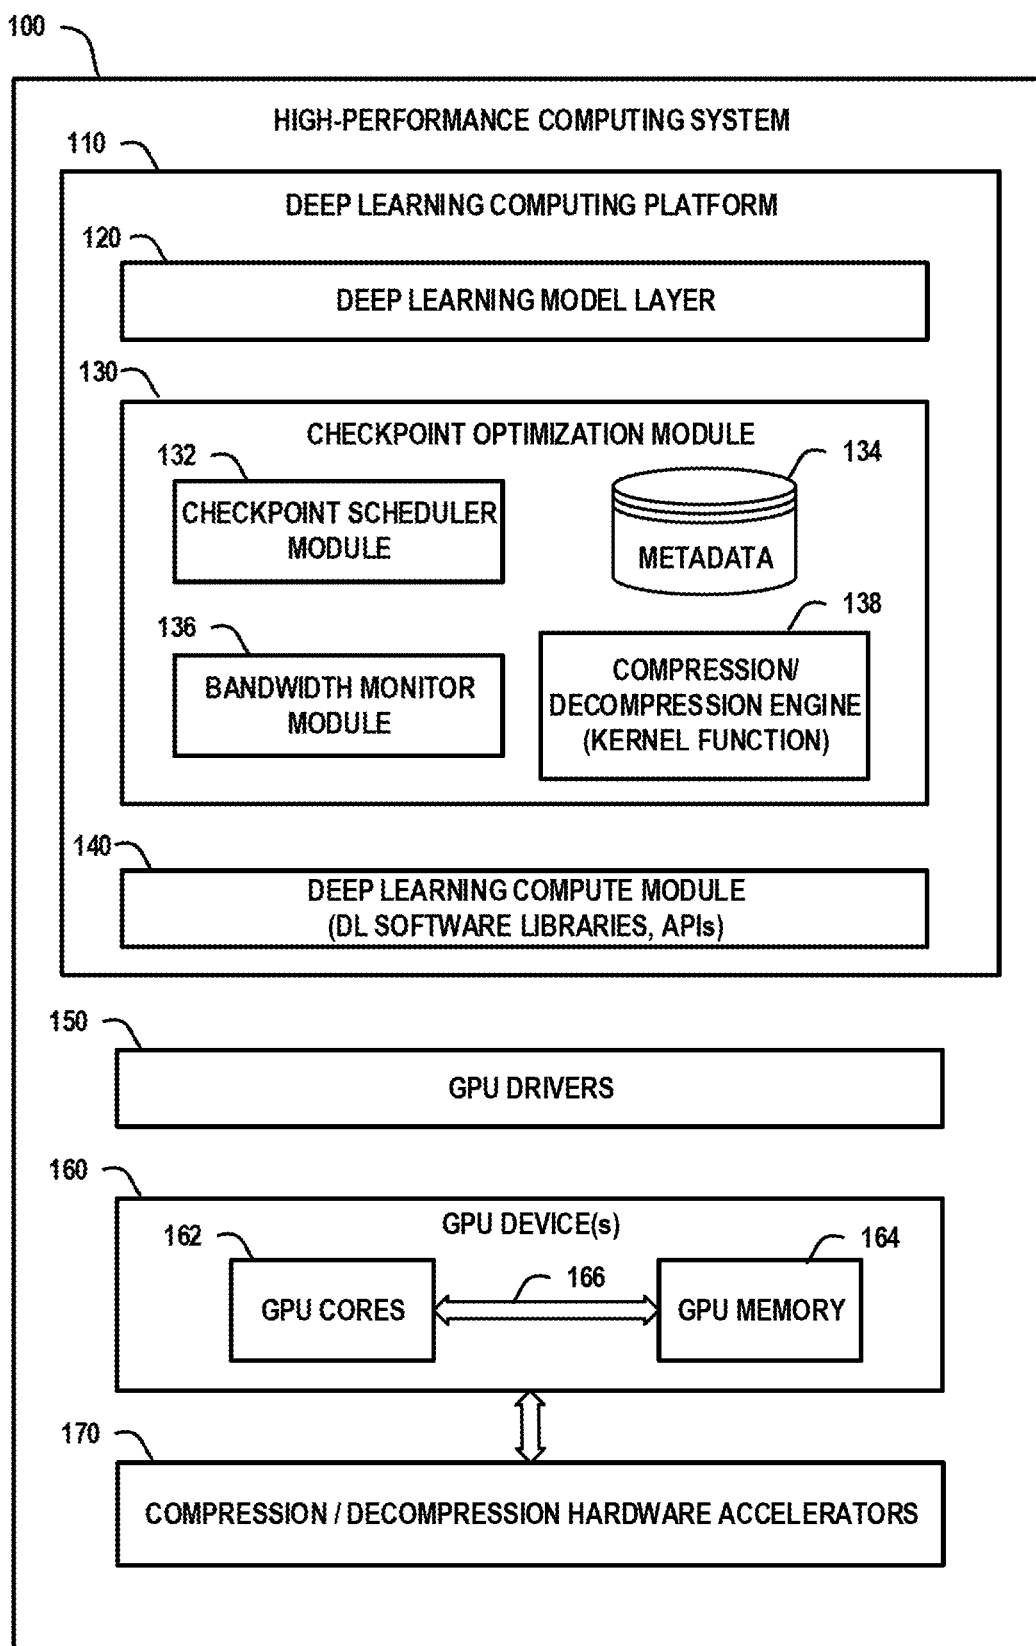 100
HIGH-PERFORMANCE COMPUTING SYSTEM
110
DEEP LEARNING COMPUTING PLATFORM
120
DEEP LEARNING MODEL LAYER
130
CHECKPOINT OPTIMIZATION MODULE
132
CHECKPOINT SCHEDULER
MODULE
134
METADATA
136
BANDWIDTH MONITOR
MODULE
138
COMPRESSION/
DECOMPRESSION ENGINE
(KERNEL FUNCTION)
140
DEEP LEARNING COMPUTE MODULE
(DL SOFTWARE LIBRARIES, APIs)
150
GPU DRIVERS
160
GPU DEVICE(s)
162
GPU CORES
166
164
GPU MEMORY
170
COMPRESSION / DECOMPRESSION HARDWARE ACCELERATORS